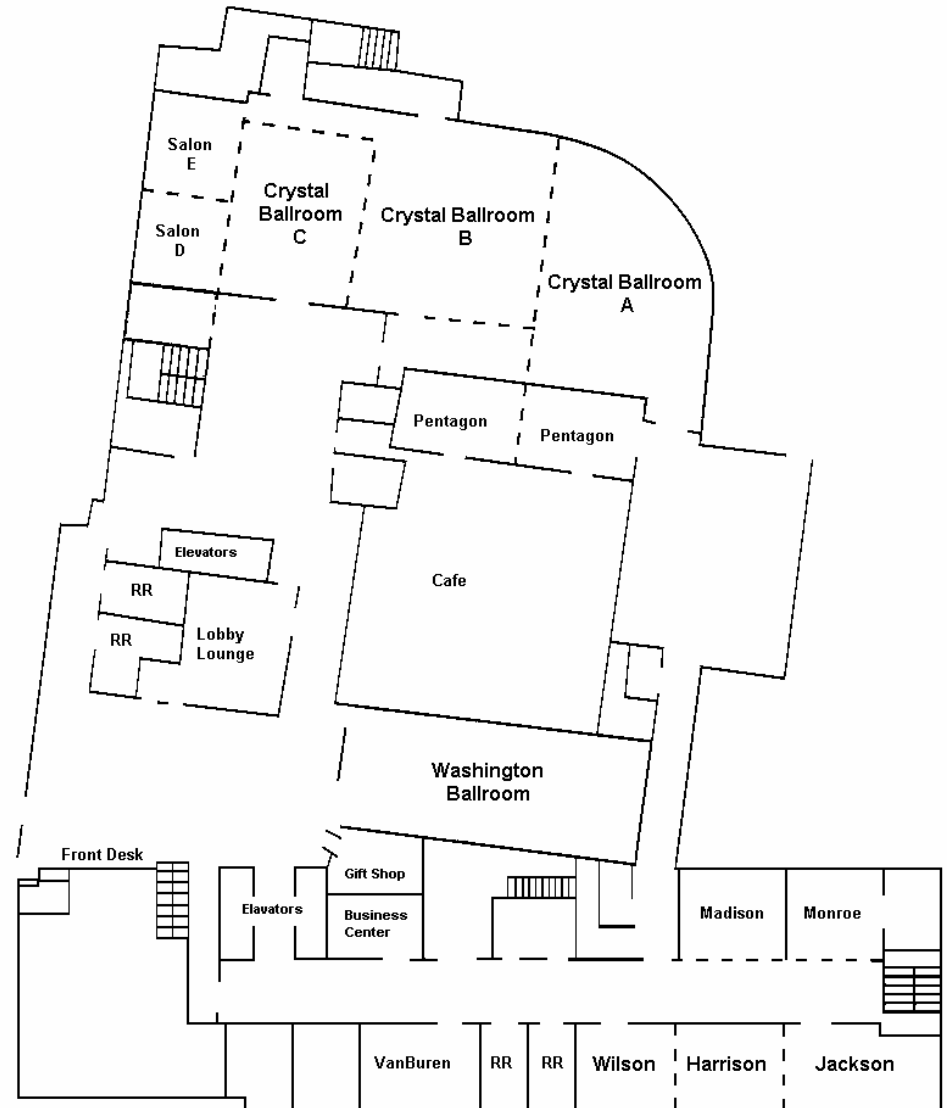 Salon
E
Crystal
Ballroom
C
Crystal Ballroom
B
Salon
D
Crystal Ballroom
A
Pentagon
Pentagon
Elevators
RR
Cafe
RR
Lobby
Lounge
Washington
Ballroom
Front Desk
Gift Shop
Elavators
Business
Center
Madison
Monroe
VanBuren
RR
RR
Wilson
Harrison
Jackson